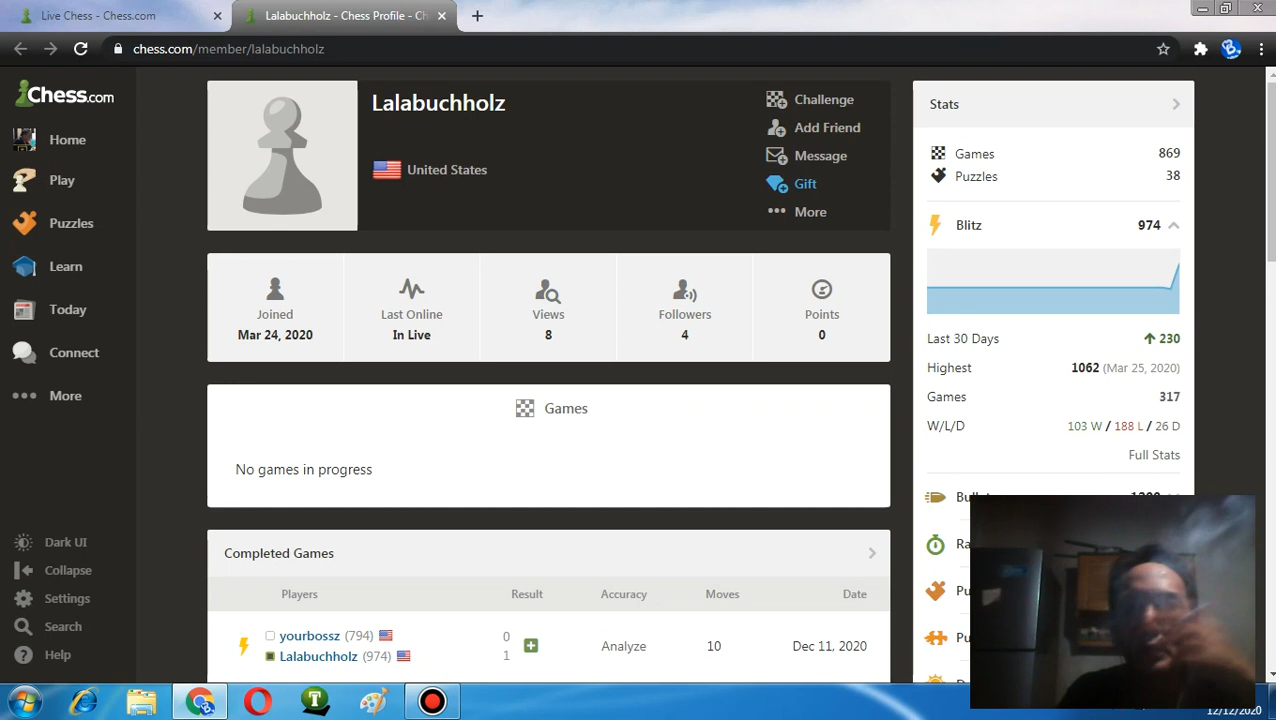 Live Chess - Chess.com
Lalabuchholz - Chess Profile - Ch
chess.com/member/lalabuchholz
Chess.com
Home
Play
Puzzles
Learn
Today
Connect
More
Dark UI
Collapse
Settings
Search
Help
Lalabuchholz
United States
Challenge
Add Friend
Message
Gift
More
Joined
Mar 24, 2020
Last Online
In Live
Views
8
Followers
4
Points
0
Games
No games in progress
Completed Games
Players Result Accuracy Moves Date
yourbossz (794) 0
Lalabuchholz (974) 1
Analyze 10 Dec 11, 2020
Stats
Games 869
Puzzles 38
Blitz 974
Last 30 Days 230
Highest 1062 (Mar 25, 2020)
Games 317
W/L/D 103 W / 188 L / 26 D
Full Stats
12/12/2020